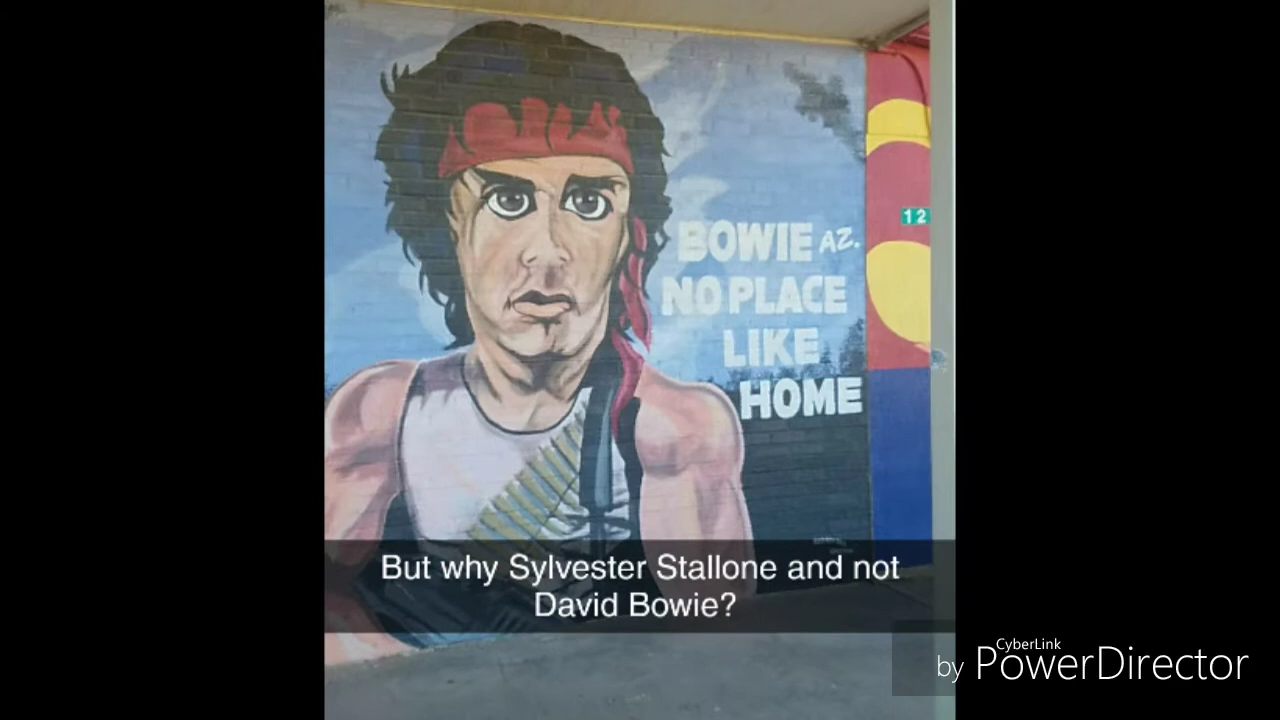 BOWIE AZ.
NO PLACE
LIKE
HOME
12
But why Sylvester Stallone and not
David Bowie?
CyberLink
by PowerDirector